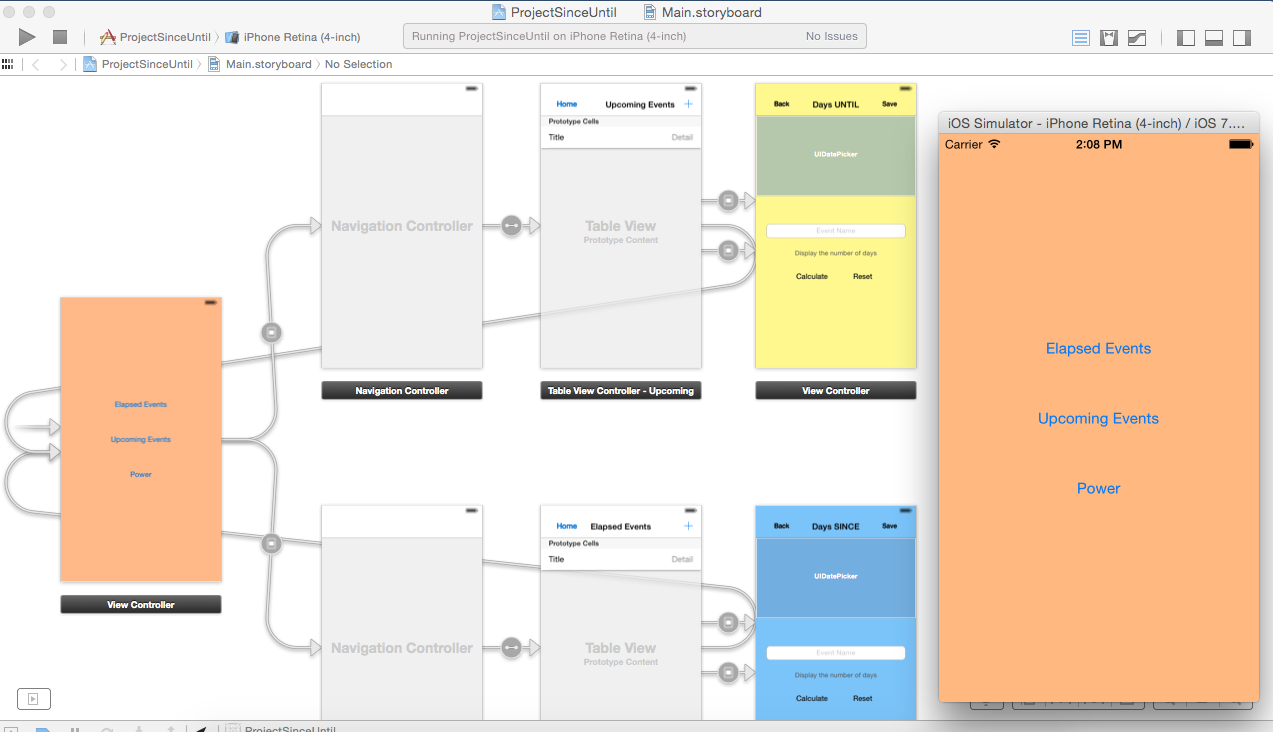 ProjectSinceUntil Main.storyboard
ProjectSinceUntil iPhone Retina (4-inch)
Running ProjectSinceUntil on iPhone Retina (4-inch) No Issues
ProjectSinceUntil Main.storyboard No Selection
Navigation Controller
Navigation Controller
Home Upcoming Events +
Prototype Cells
Title Detail
Table View
Prototype Content
Table View Controller - Upcoming
Back Days UNTIL Save
UIDatePicker
Event Name
Display the number of days
Calculate Reset
View Controller
Elapsed Events
Upcoming Events
Power
View Controller
Navigation Controller
Home Elapsed Events +
Prototype Cells
Title Detail
Table View
Prototype Content
Back Days SINCE Save
UIDatePicker
Event Name
Display the number of days
Calculate Reset
iOS Simulator - iPhone Retina (4-inch) / iOS 7....
Carrier 2:08 PM
Elapsed Events
Upcoming Events
Power
ProjectSinceUntil